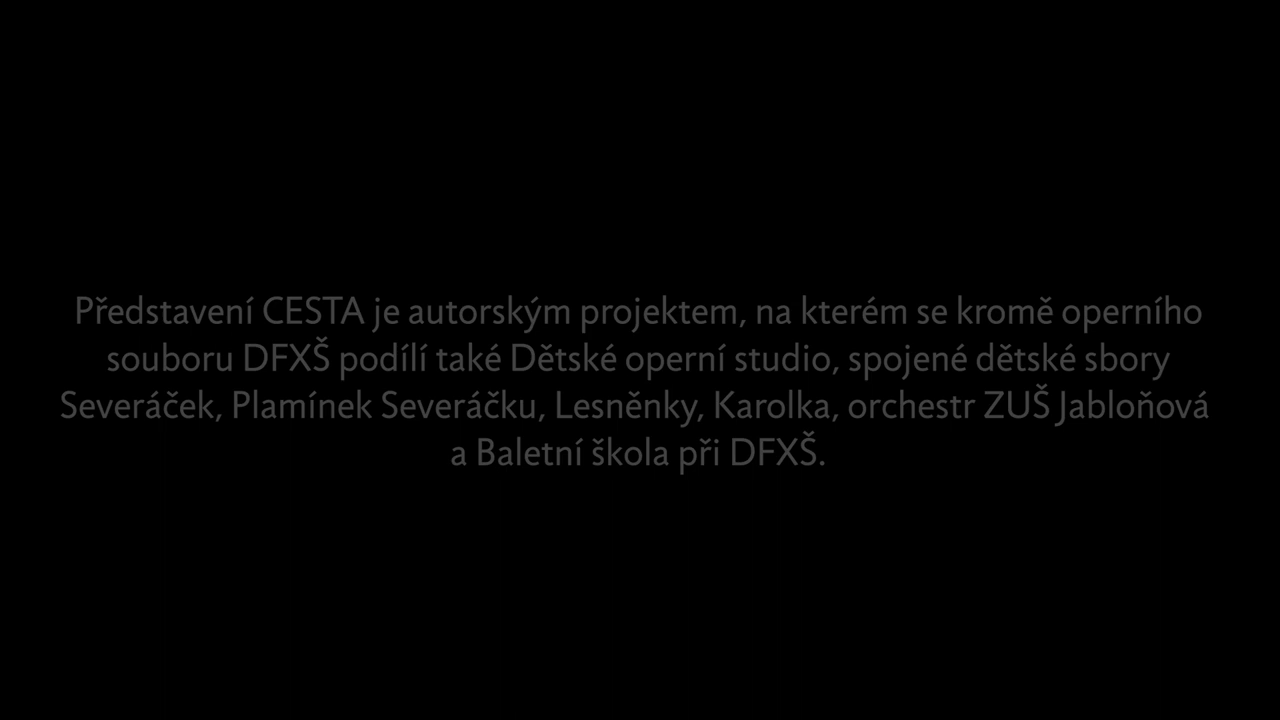 Představení CESTA je autorským projektem, na kterém se kromě operního
souboru DFXŠ podílí také Dětské operní studio, spojené dětské sbory
Severáček, Plamínek Severáčku, Lesněnky, Karolka, orchestr ZUŠ Jabloňová
a Baletní škola při DFXŠ.